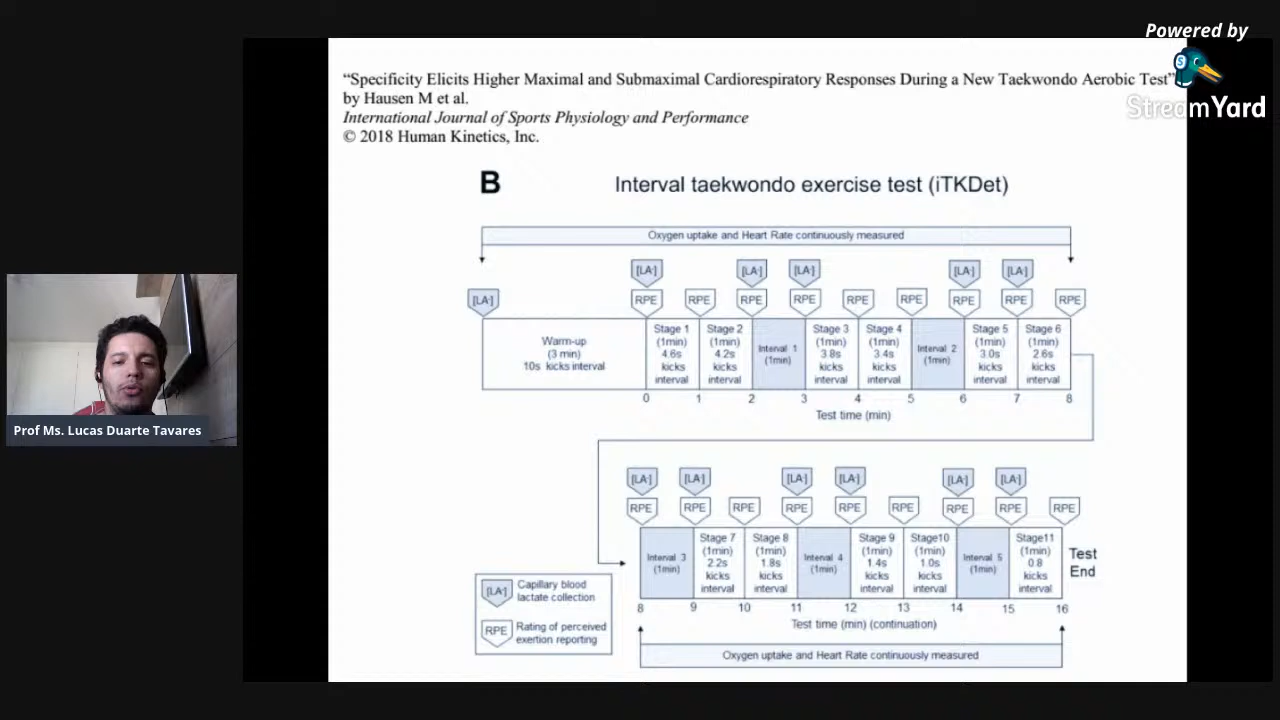 Powered by
StreamYard
“Specificity Elicits Higher Maximal and Submaximal Cardiorespiratory Responses During a New Taekwondo Aerobic Test”
by Hausen M et al.
International Journal of Sports Physiology and Performance
© 2018 Human Kinetics, Inc.
B
Interval taekwondo exercise test (iTKDet)
Oxygen uptake and Heart Rate continuously measured
[LA-] [LA-] [LA-] [LA-] [LA-]
[LA-] RPE RPE RPE RPE RPE RPE RPE RPE RPE
Warm-up
(3 min)
10s kicks interval
Stage 1
(1min)
4.6s
kicks
interval
Stage 2
(1min)
4.2s
kicks
interval
Interval 1
(1min)
Stage 3
(1min)
3.8s
kicks
interval
Stage 4
(1min)
3.4s
kicks
interval
Interval 2
(1min)
Stage 5
(1min)
3.0s
kicks
interval
Stage 6
(1min)
2.6s
kicks
interval
0 1 2 3 4 5 6 7 8
Test time (min)
Prof Ms. Lucas Duarte Tavares
[LA-] [LA-] [LA-] [LA-] [LA-] [LA-]
RPE RPE RPE RPE RPE RPE RPE RPE RPE
Interval 3
(1min)
Stage 7
(1min)
2.2s
kicks
interval
Stage 8
(1min)
1.8s
kicks
interval
Interval 4
(1min)
Stage 9
(1min)
1.4s
kicks
interval
Stage10
(1min)
1.0s
kicks
interval
Interval 5
(1min)
Stage11
(1min)
0.8
kicks
interval
Test
End
8 9 10 11 12 13 14 15 16
Test time (min) (continuation)
Oxygen uptake and Heart Rate continuously measured
[LA-]
Capillary blood
lactate collection
RPE
Rating of perceived
exertion reporting